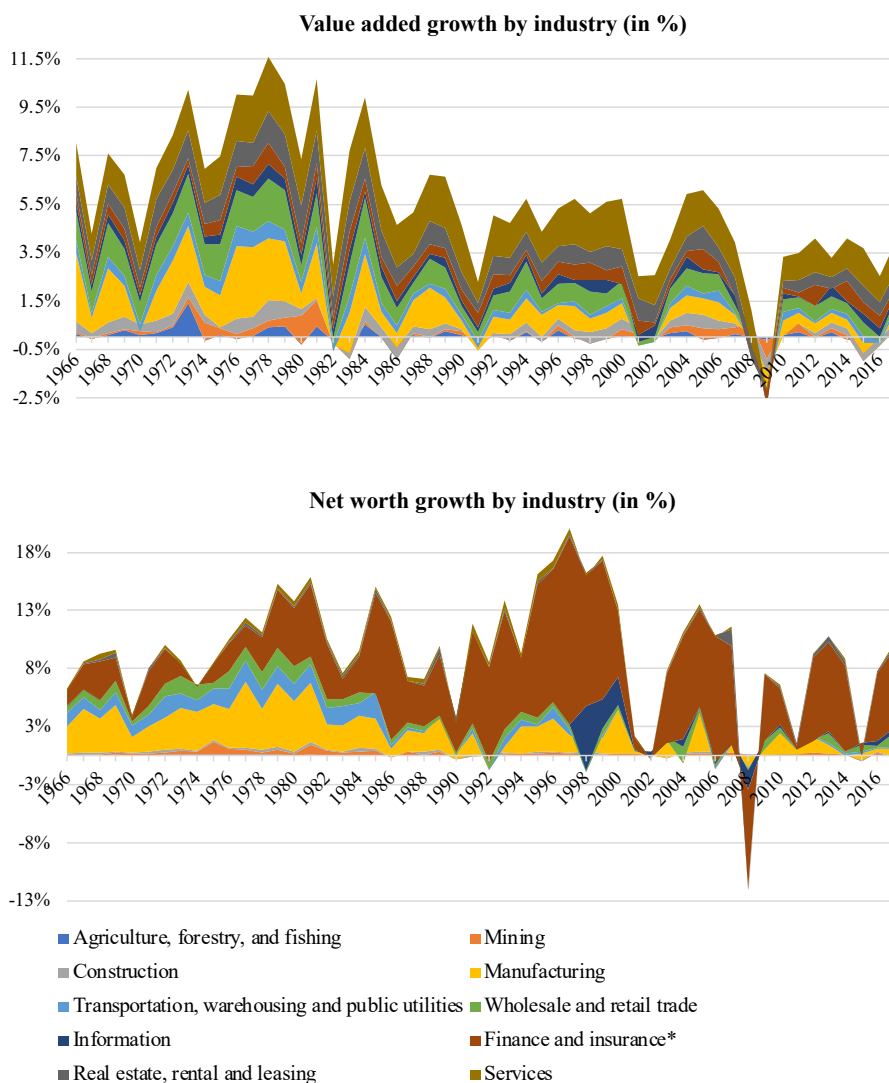 Value added growth by industry (in %)
11.5%
9.5%
7.5%
5.5%
3.5%
1.5%
-0.5%
-2.5%
1966 1968 1970 1972 1974 1976 1978 1980 1982 1984 1986 1988 1990 1992 1994 1996 1998 2000 2002 2004 2006 2008 2010 2012 2014 2016
Net worth growth by industry (in %)
18%
13%
8%
3%
-3%
-8%
-13%
1966 1968 1970 1972 1974 1976 1978 1980 1982 1984 1986 1988 1990 1992 1994 1996 1998 2000 2002 2004 2006 2008 2010 2012 2014 2016
Agriculture, forestry, and fishing Mining
Construction Manufacturing
Transportation, warehousing and public utilities Wholesale and retail trade
Information Finance and insurance*
Real estate, rental and leasing Services